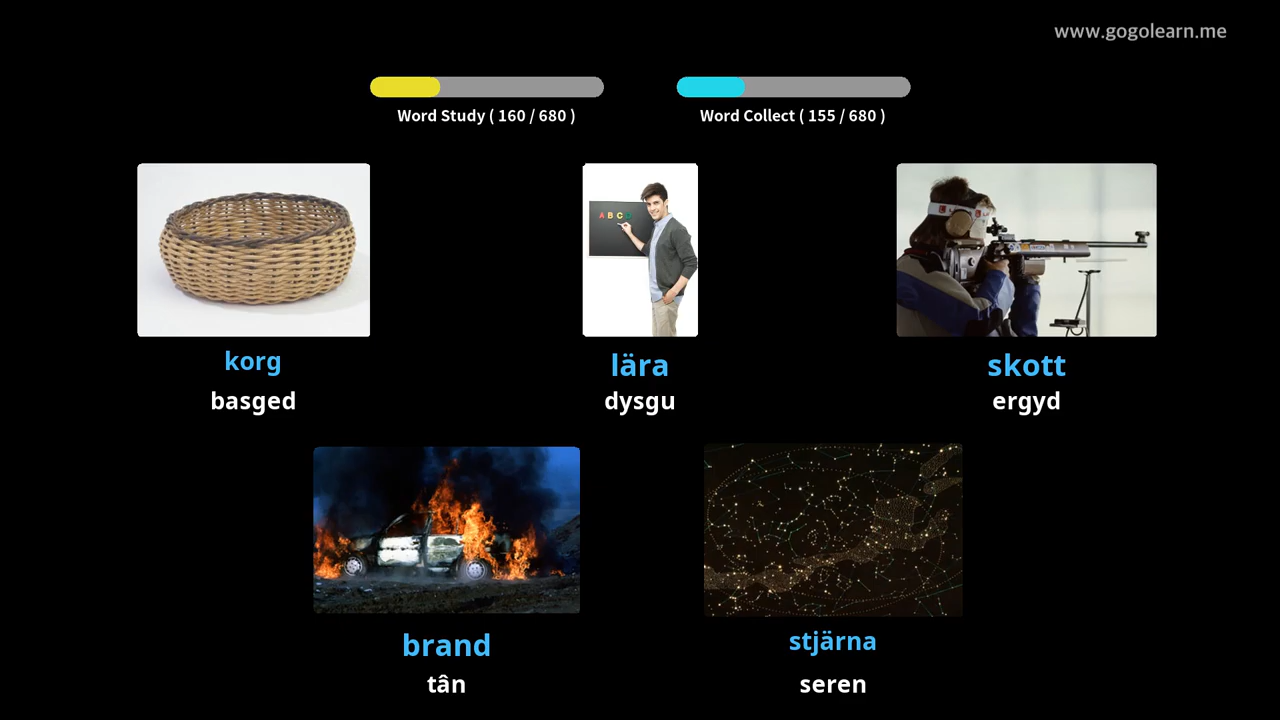 www.gogolearn.me
Word Study ( 160 / 680 )
Word Collect ( 155 / 680 )
A B C D
korg
basged
lära
dysgu
skott
ergyd
brand
tân
stjärna
seren